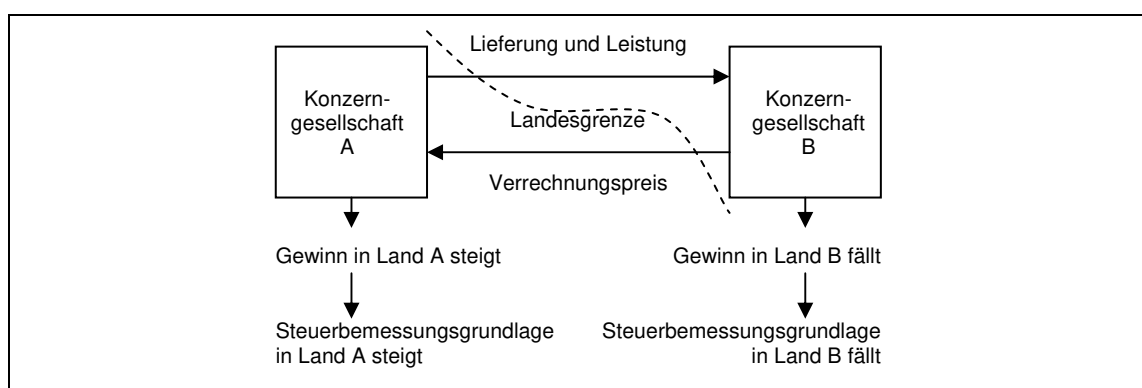 Lieferung und Leistung
Konzern-
gesellschaft
A
Landesgrenze
Konzern-
gesellschaft
B
Verrechnungspreis
Gewinn in Land A steigt
Gewinn in Land B fällt
Steuerbemessungsgrundlage
in Land A steigt
Steuerbemessungsgrundlage
in Land B fällt